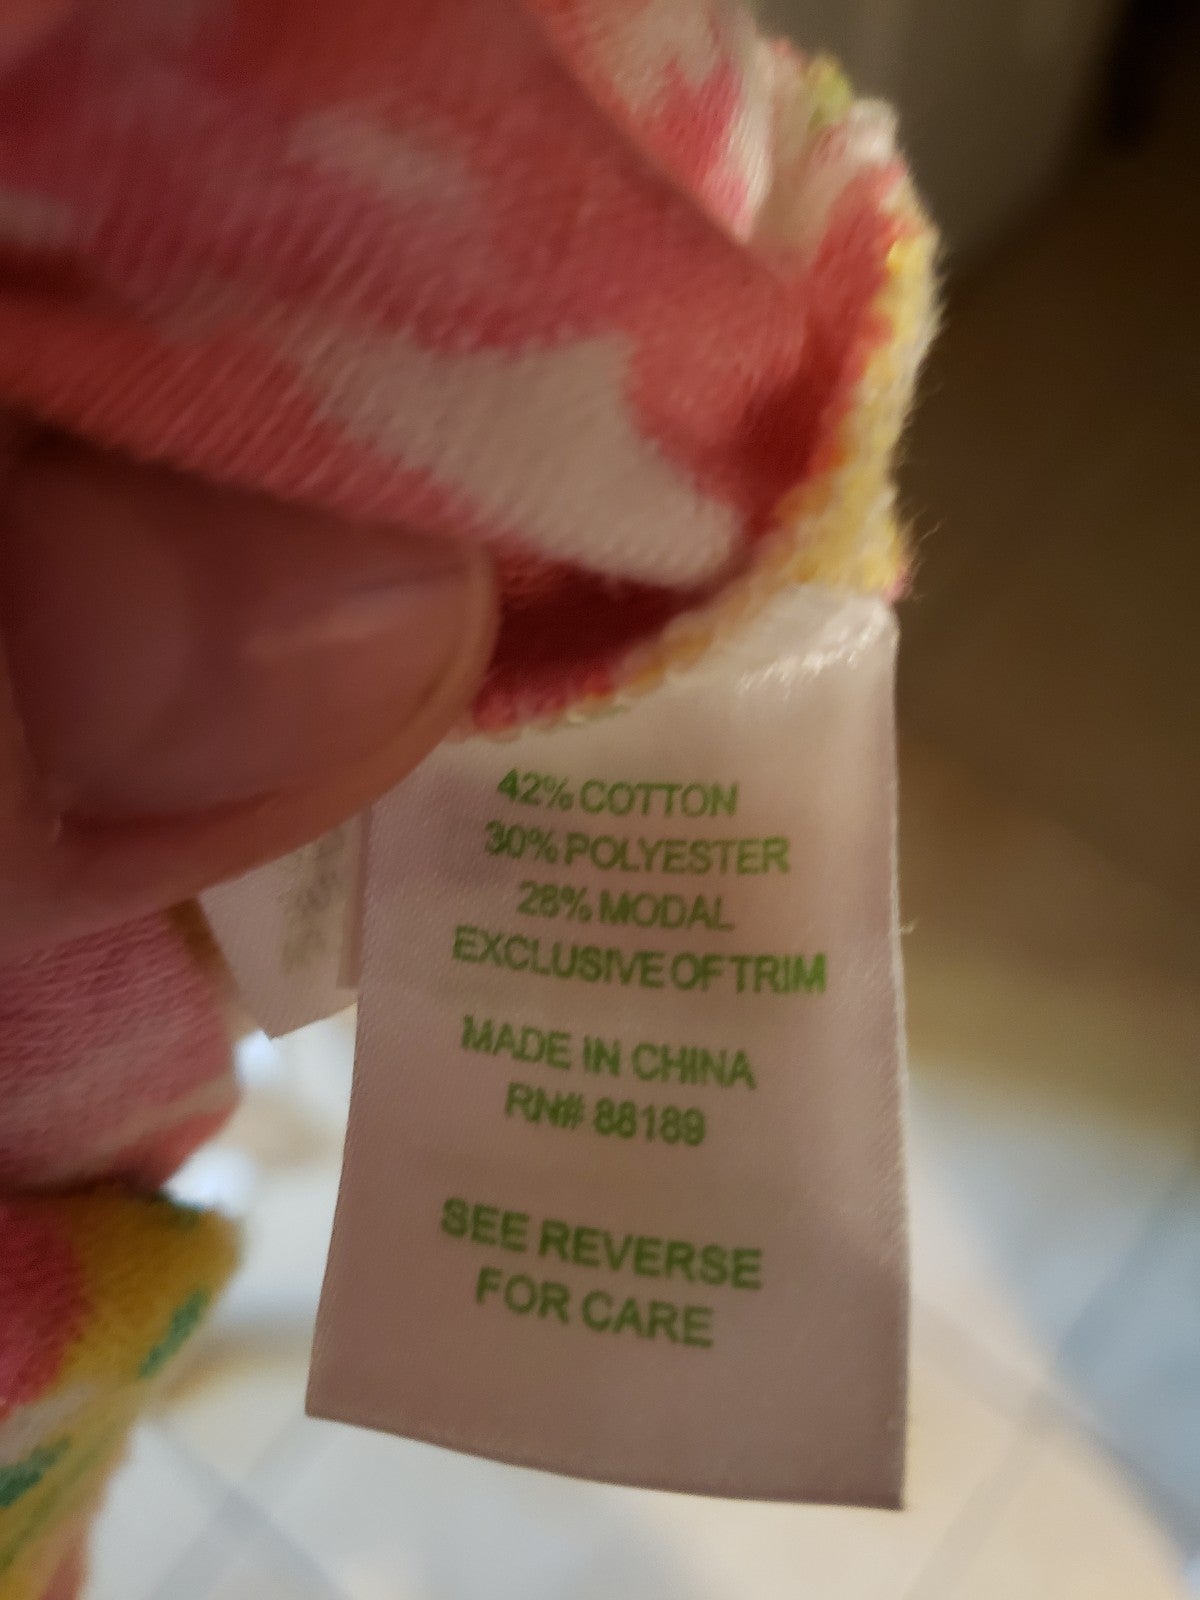 42% COTTON
30% POLYESTER
28% MODAL
EXCLUSIVE OF TRIM
MADE IN CHINA
RN# 88189
SEE REVERSE
FOR CARE